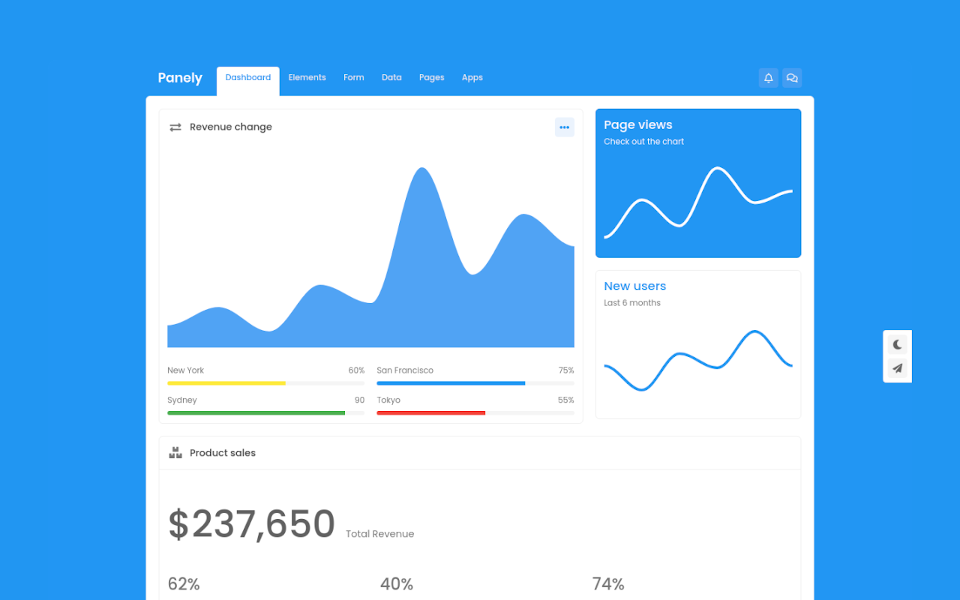 Panely Dashboard Elements Form Data Pages Apps
Revenue change
Page views
Check out the chart
New users
Last 6 months
New York 60% San Francisco 75%
Sydney 90 Tokyo 55%
Product sales
$237,650 Total Revenue
62% 40% 74%